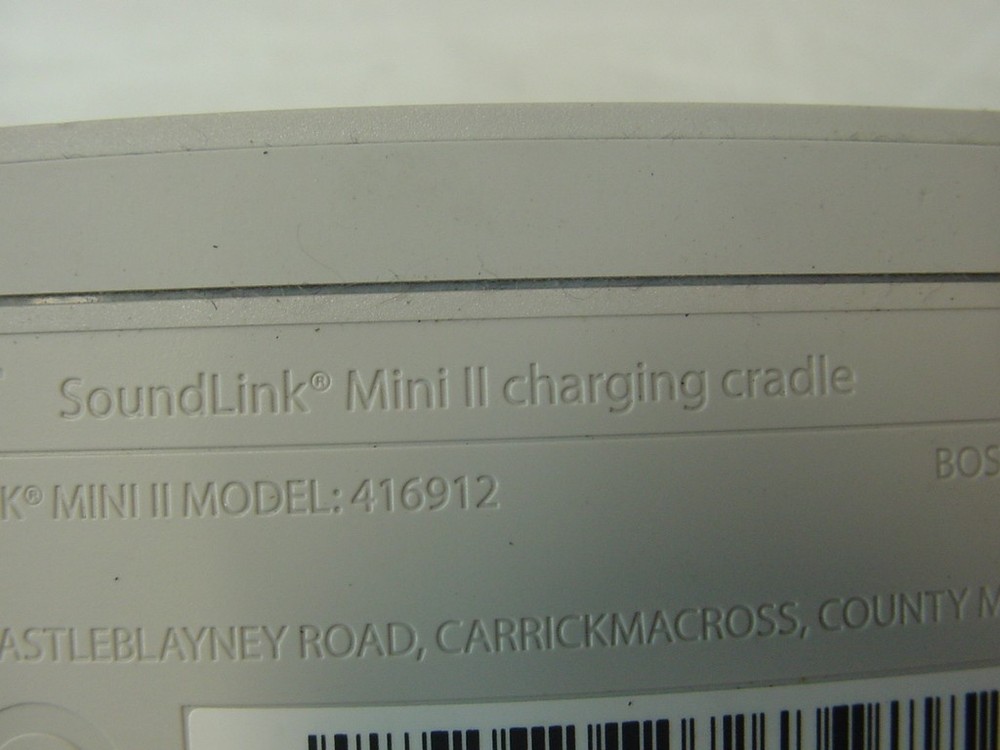 SoundLink® Mini II charging cradle
K® MINI II MODEL: 416912
BOS
ASTLEBLAYNEY ROAD, CARRICKMACROSS, COUNTY M